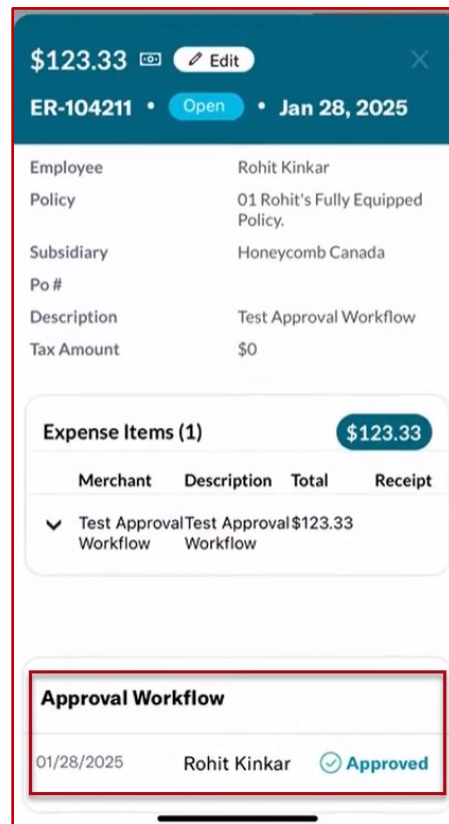 $123.33 Edit
ER-104211 • Open • Jan 28, 2025
Employee Rohit Kinkar
Policy 01 Rohit's Fully Equipped
Policy.
Subsidiary Honeycomb Canada
Po #
Description Test Approval Workflow
Tax Amount $0
Expense Items (1) $123.33
Merchant Description Total Receipt
Test Approval Test Approval $123.33
Workflow Workflow
Approval Workflow
01/28/2025 Rohit Kinkar Approved